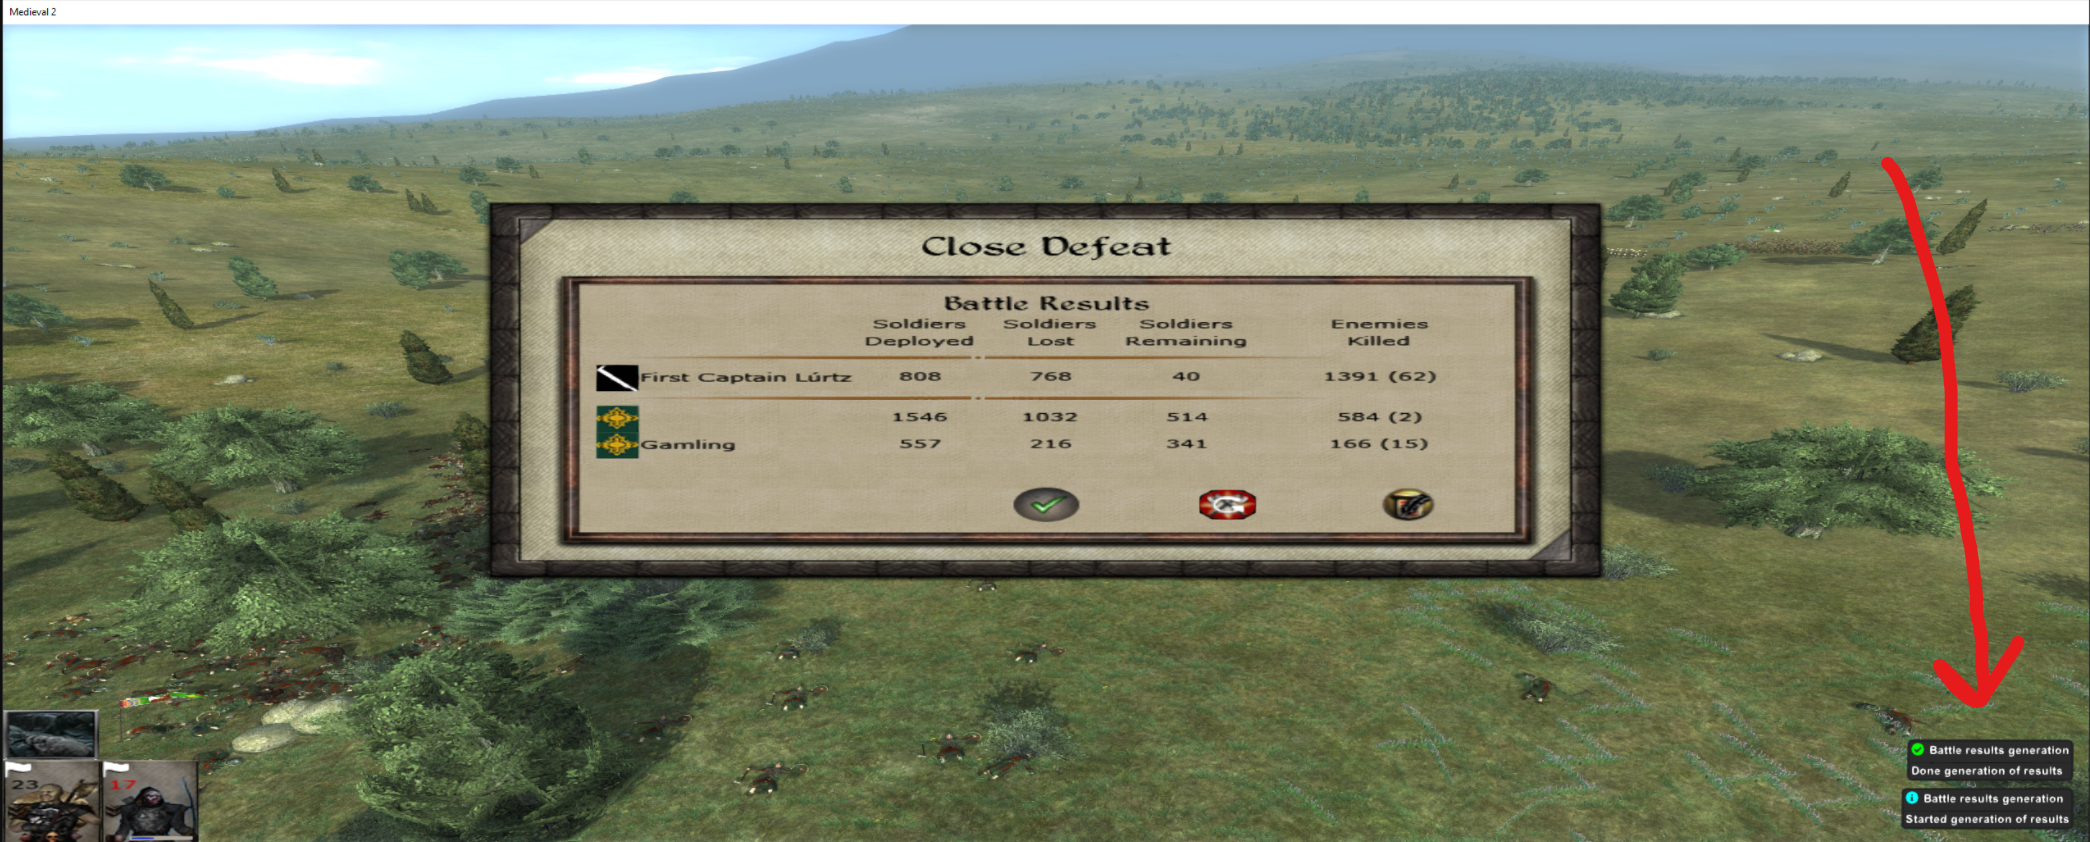 Medieval 2
Close Defeat
Battle Results
Soldiers Deployed Soldiers Lost Soldiers Remaining Enemies Killed
First Captain Lúrtz 808 768 40 1391 (62)
1546 1032 514 584 (2)
Gamling 557 216 341 166 (15)
23 17
Battle results generation
Done generation of results
Battle results generation
Started generation of results